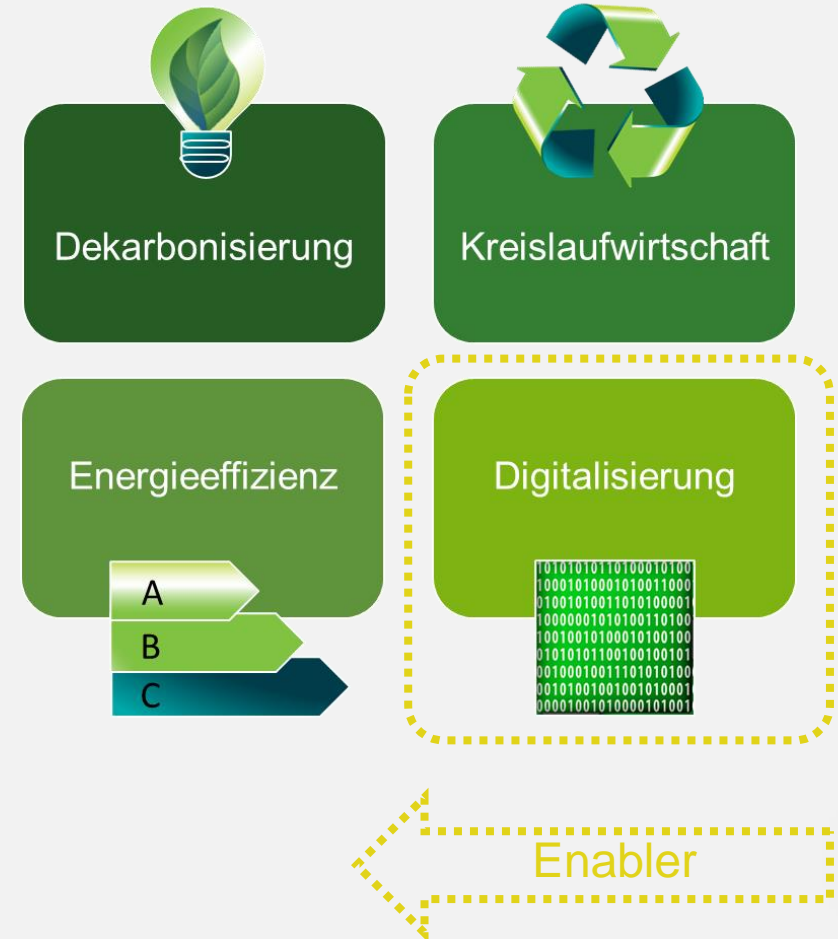 Dekarbonisierung
Kreislaufwirtschaft
Energieeffizienz
Digitalisierung
A
B
C
Enabler